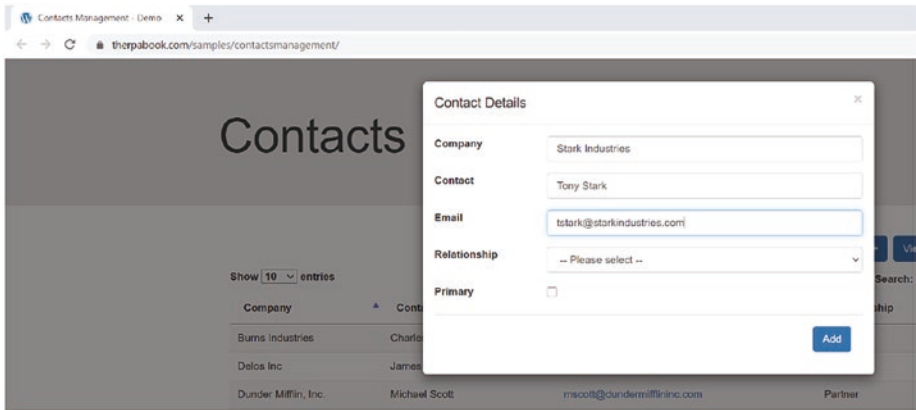 Contacts Management - Demo
therpabook.com/samples/contactsmanagement/
Contacts
Contact Details
Company Stark Industries
Contact Tony Stark
Email tstark@starkindustries.com
Relationship -- Please select --
Primary
Add
Show 10 entries
Search:
Company
Burns Industries
Delos Inc James
Dunder Mifflin, Inc. Michael Scott mscott@dundermifflininc.com Partner